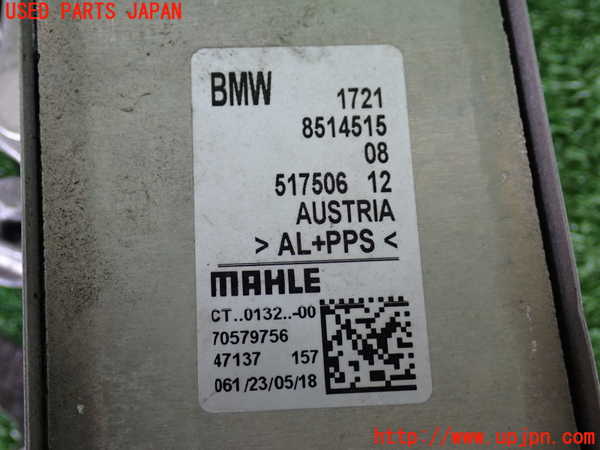 USED PARTS JAPAN
BMW 1721
8514515
08
517506 12
AUSTRIA
> AL+PPS <
MAHLE
CT..0132..-00
70579756
47137 157
061/23/05/18
http://www.upjpn.com/